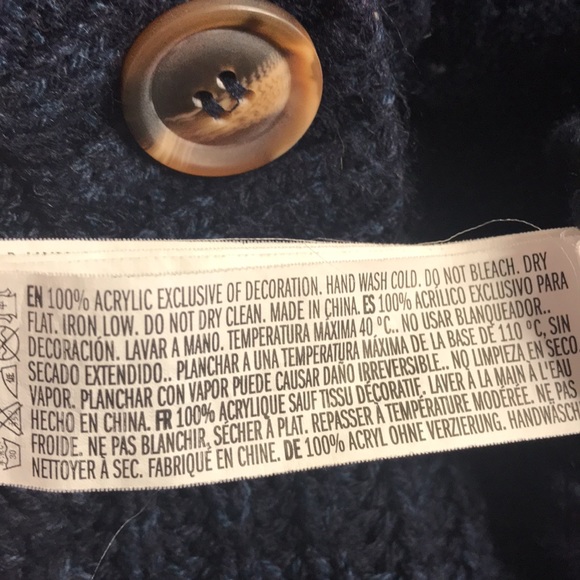 EN 100% ACRYLIC EXCLUSIVE OF DECORATION. HAND WASH COLD. DO NOT BLEACH. DRY
FLAT. IRON LOW. DO NOT DRY CLEAN. MADE IN CHINA. ES 100% ACRÍLICO EXCLUSIVO PARA
DECORACIÓN. LAVAR A MANO. TEMPERATURA MÁXIMA 40 °C.. NO USAR BLANQUEADOR..
SECADO EXTENDIDO.. PLANCHAR A UNA TEMPERATURA MÁXIMA DE LA BASE DE 110 °C, SIN
VAPOR. PLANCHAR CON VAPOR PUEDE CAUSAR DAÑO IRREVERSIBLE.. NO LIMPIEZA EN SECO
HECHO EN CHINA. FR 100% ACRYLIQUE SAUF TISSU DÉCORATIF. LAVER À LA MAIN A L'EAU
FROIDE. NE PAS BLANCHIR. SÉCHER À PLAT. REPASSER À TEMPÉRATURE MODÉRÉE. NE PAS
NETTOYER À SEC. FABRIQUÉ EN CHINE. DE 100% ACRYL OHNE VERZIERUNG. HANDWÄSCH